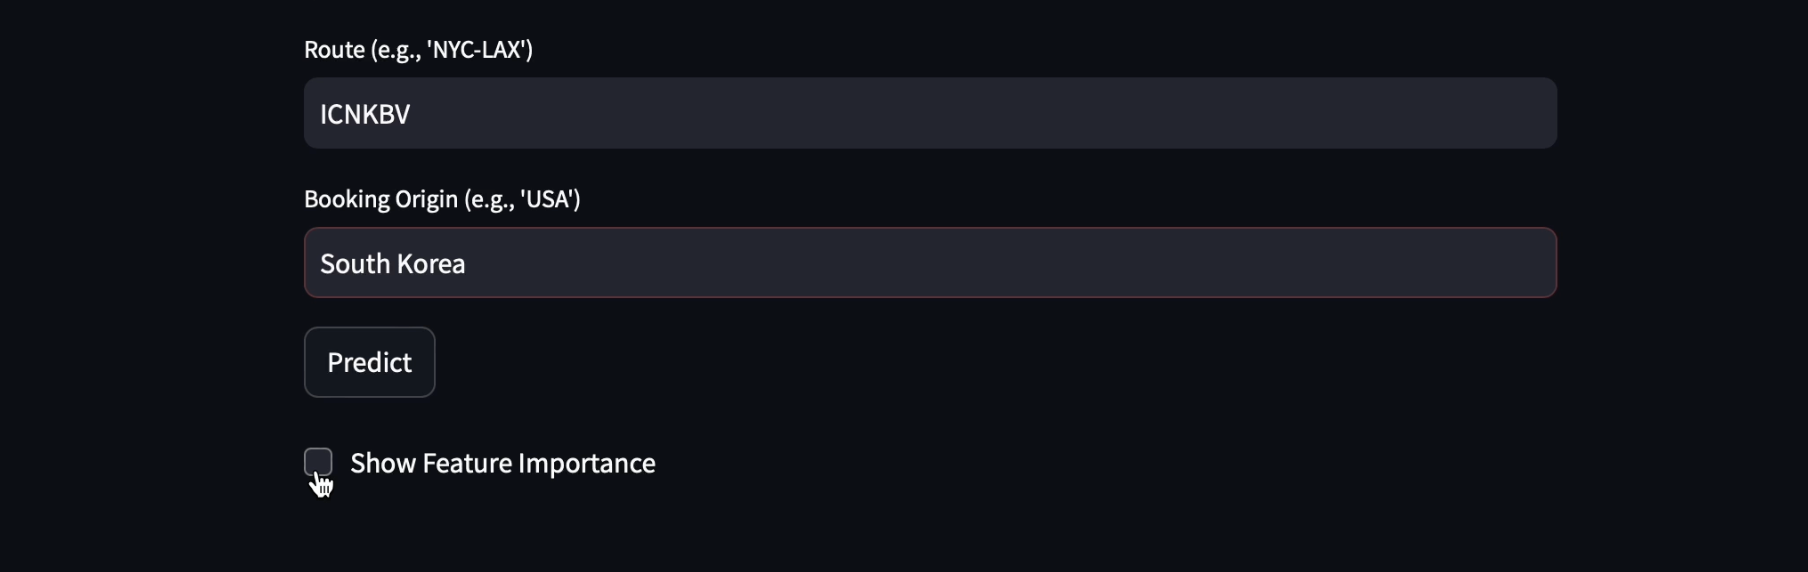 Route (e.g., 'NYC-LAX')
ICNKBV
Booking Origin (e.g., 'USA')
South Korea
Predict
Show Feature Importance